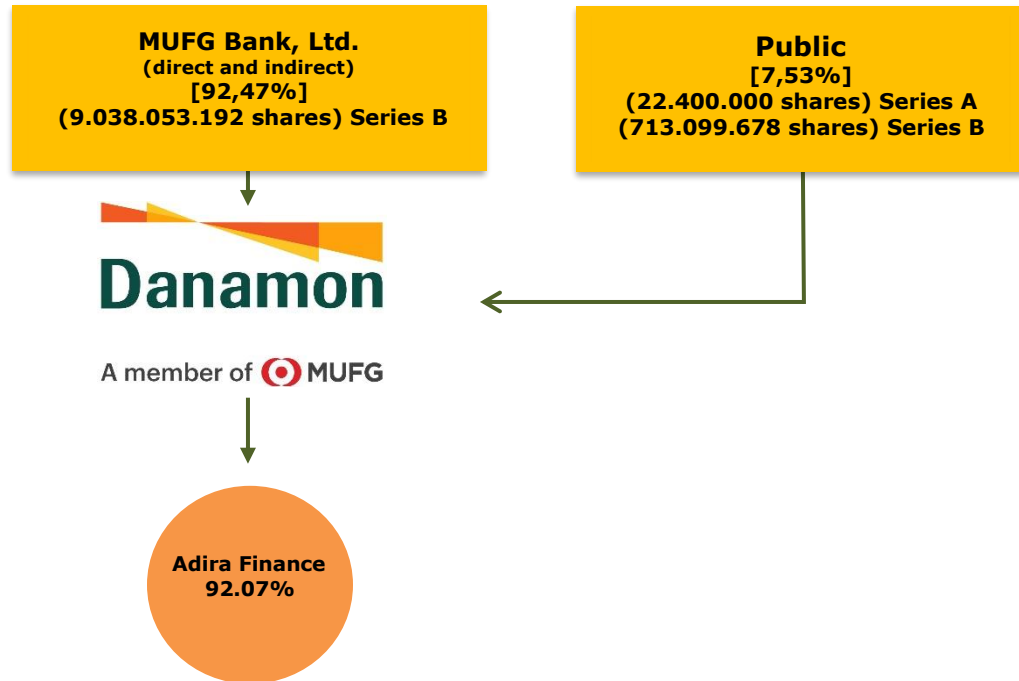 MUFG Bank, Ltd.
(direct and indirect)
[92,47%]
(9.038.053.192 shares) Series B
Public
[7,53%]
(22.400.000 shares) Series A
(713.099.678 shares) Series B
Danamon
A member of MUFG
Adira Finance
92.07%